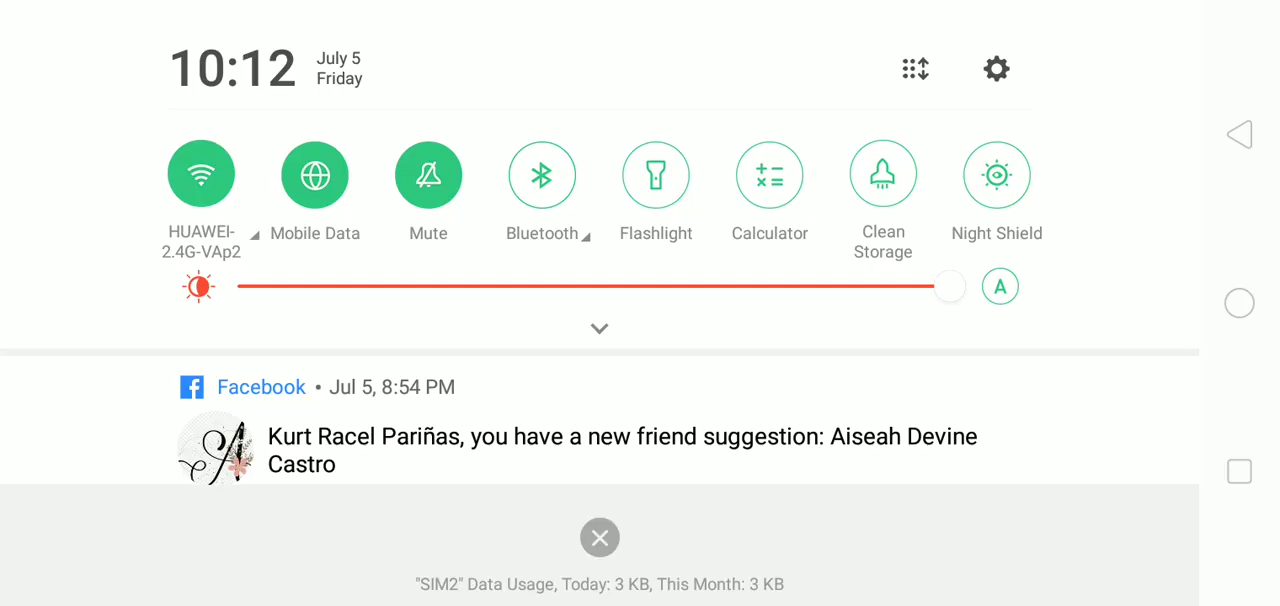 10:12
July 5
Friday
HUAWEI-
2.4G-VAp2
Mobile Data
Mute
Bluetooth
Flashlight
Calculator
Clean
Storage
Night Shield
A
Facebook • Jul 5, 8:54 PM
Kurt Racel Pariñas, you have a new friend suggestion: Aiseah Devine
Castro
"SIM2" Data Usage, Today: 3 KB, This Month: 3 KB